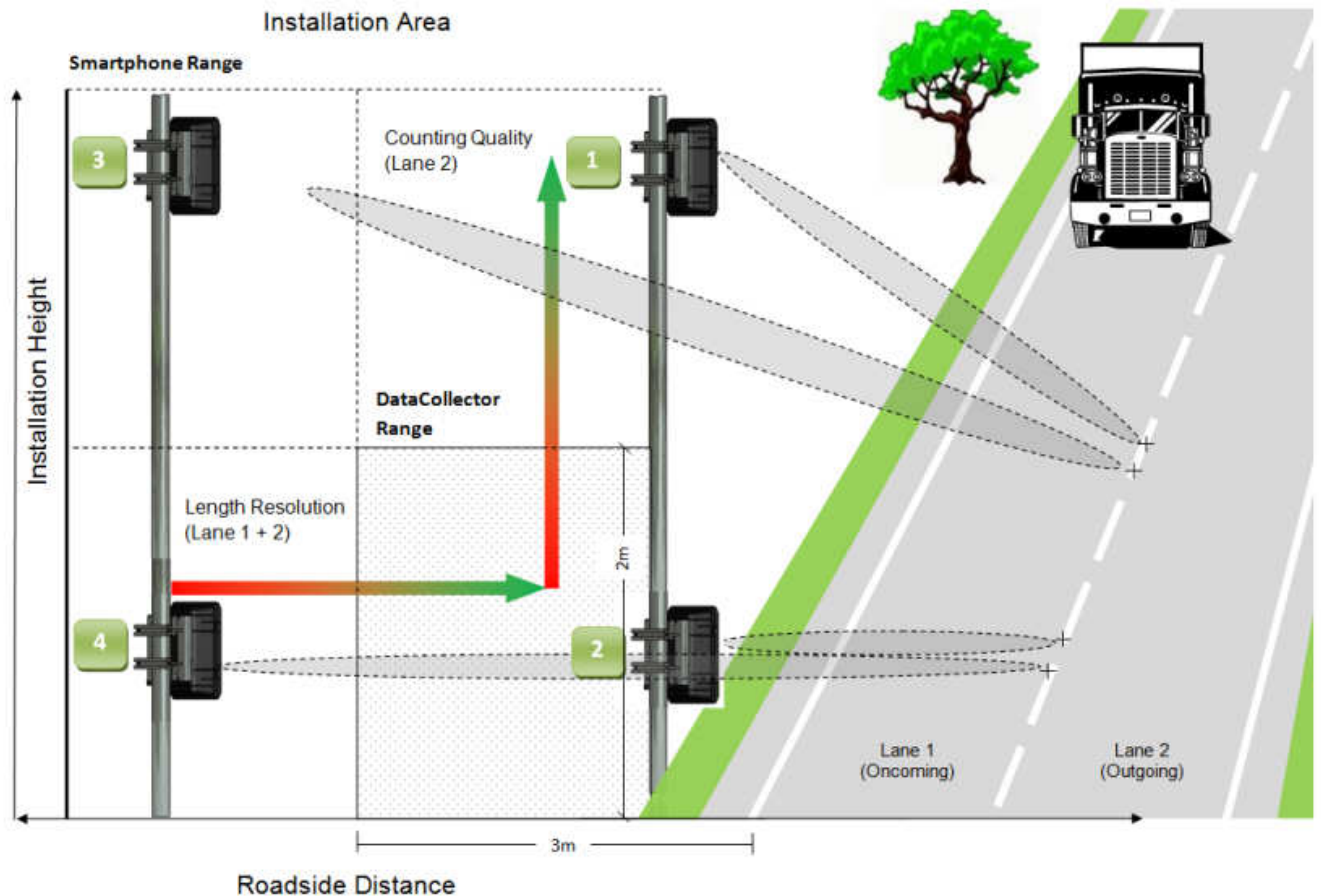 Installation Area
Smartphone Range
3
Counting Quality
(Lane 2)
1
Installation Height
DataCollector
Range
Length Resolution
(Lane 1 + 2)
2m
4
2
Lane 1
(Oncoming)
Lane 2
(Outgoing)
3m
Roadside Distance